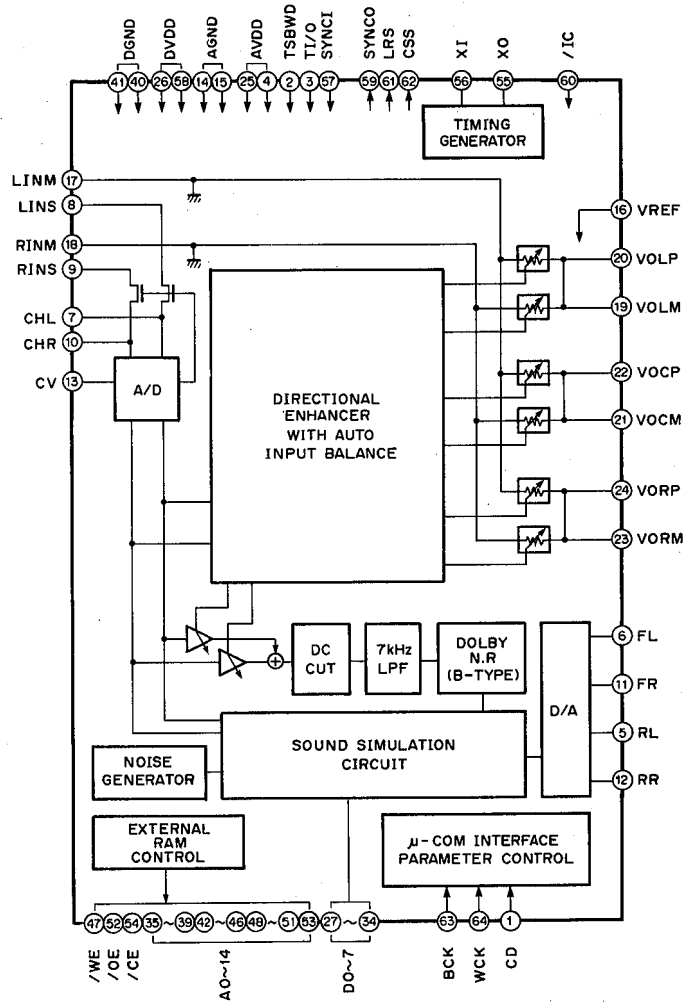 DGND DVDD AGND AVDD TSBWD TI/O SYNCI SYNCO LRS CSS XI XO /IC
41 40 26 58 14 15 25 4 2 3 57 59 61 62 56 55 60
TIMING
GENERATOR
LINM 17
LINS 8
RINM 18
RINS 9
CHL 7
CHR 10
CV 13
A/D
DIRECTIONAL
ENHANCER
WITH AUTO
INPUT BALANCE
16 VREF
20 VOLP
19 VOLM
22 VOCP
21 VOCM
24 VORP
23 VORM
+
DC
CUT
7kHz
LPF
DOLBY
N.R
(B-TYPE)
D/A
6 FL
11 FR
5 RL
12 RR
SOUND SIMULATION
CIRCUIT
NOISE
GENERATOR
EXTERNAL
RAM
CONTROL
μ-COM INTERFACE
PARAMETER CONTROL
47 52 54 35 ~ 39 42 ~ 46 48 ~ 51 53 27 ~ 34 63 64 1
/WE /OE /CE A0~14 D0~7 BCK WCK CD